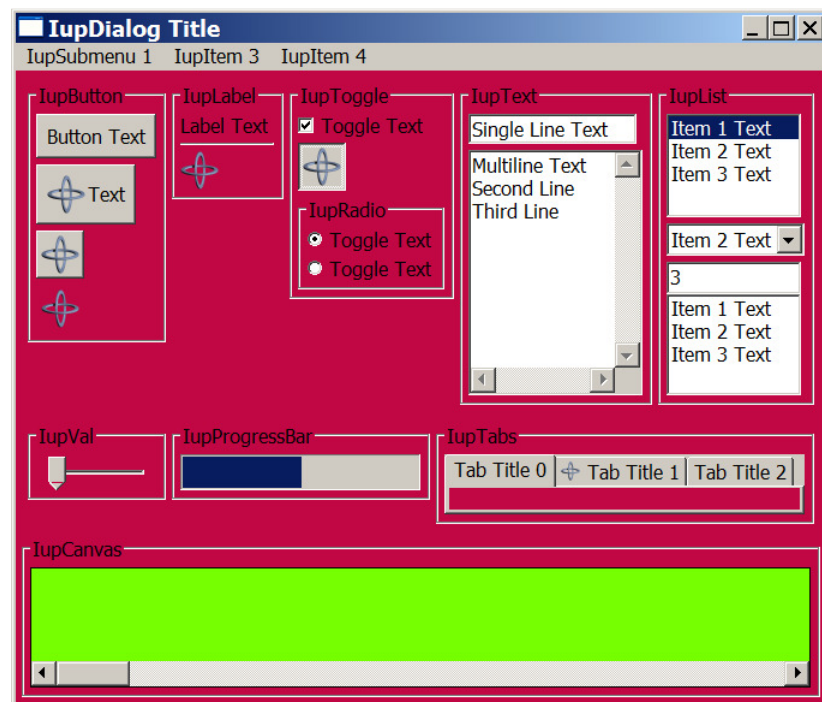 IupDialog Title
IupSubmenu 1 IupItem 3 IupItem 4
IupButton
Button Text
Text
IupLabel
Label Text
IupToggle
Toggle Text
IupRadio
Toggle Text
Toggle Text
IupText
Single Line Text
Multiline Text
Second Line
Third Line
IupList
Item 1 Text
Item 2 Text
Item 3 Text
Item 2 Text
3
Item 1 Text
Item 2 Text
Item 3 Text
IupVal
IupProgressBar
IupTabs
Tab Title 0 Tab Title 1 Tab Title 2
IupCanvas